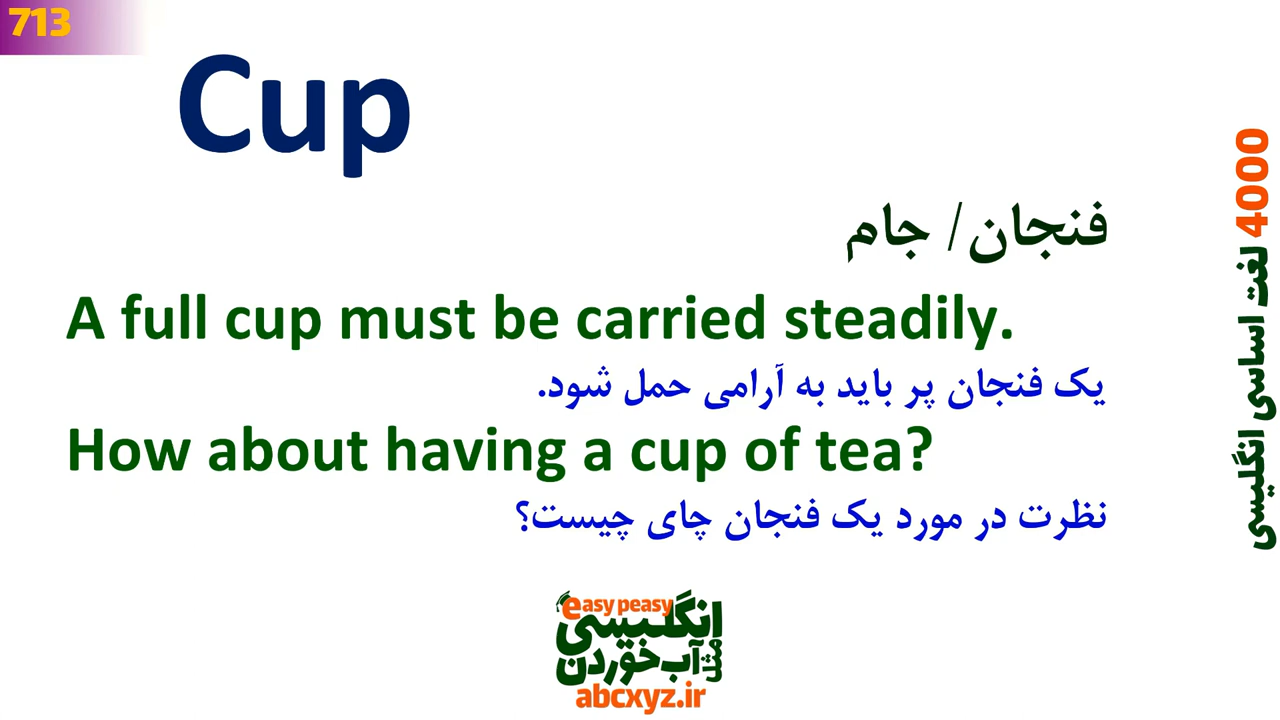 713
Cup
فنجان/ جام
A full cup must be carried steadily.
یک فنجان پر باید به آرامی حمل شود.
How about having a cup of tea?
نظرت در مورد یک فنجان چای چیست؟
4000 لغت اساسی انگلیسی
easy peasy
انگلیسی
مثل آب خوردن
abcxyz.ir